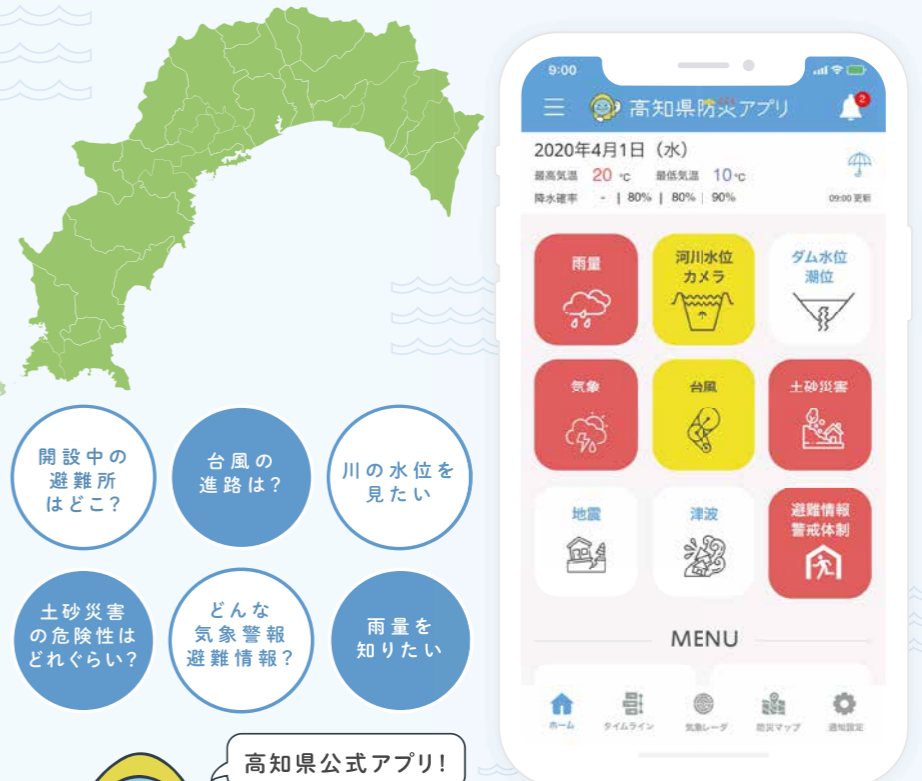 開設中の
避難所
はどこ？
台風の
進路は？
川の水位を
見たい
土砂災害
の危険性は
どれぐらい？
どんな
気象警報
避難情報？
雨量を
知りたい
高知県公式アプリ！
9:00
高知県防災アプリ
2
2020年4月1日（水）
最高気温 20 ℃ 最低気温 10 ℃
降水確率 - | 80% | 80% | 90%
09:00 更新
雨量
河川水位
カメラ
ダム水位
潮位
気象
台風
土砂災害
地震
津波
避難情報
警戒体制
MENU
ホーム
タイムライン
気象レーダ
防災マップ
通知設定